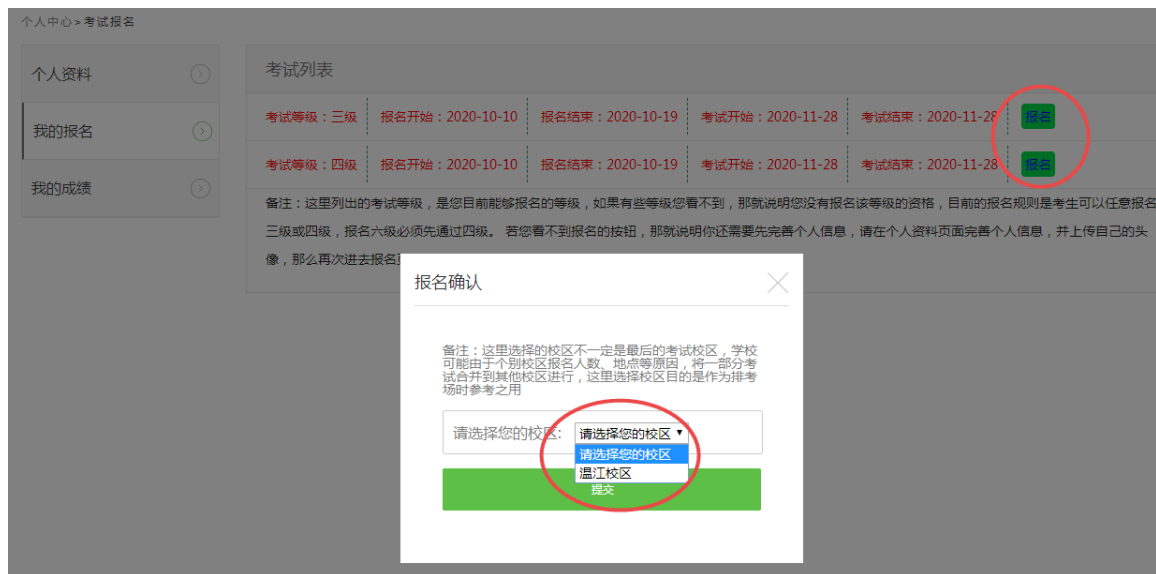 个人中心>考试报名
个人资料
我的报名
我的成绩
考试列表
考试等级：三级 报名开始：2020-10-10 报名结束：2020-10-19 考试开始：2020-11-28 考试结束：2020-11-28 报名
考试等级：四级 报名开始：2020-10-10 报名结束：2020-10-19 考试开始：2020-11-28 考试结束：2020-11-28 报名
备注：这里列出的考试等级，是您目前能够报名的等级，如果有些等级您看不到，那就说明您没有报名该等级的资格，目前的报名规则是考生可以任意报名
三级或四级，报名六级必须先通过四级。 若您看不到报名的按钮，那就说明你还需要先完善个人信息，请在个人资料页面完善个人信息，并上传自己的头
像，那么再次进去报名
报名确认
备注：这里选择的校区不一定是最后的考试校区，学校
可能由于个别校区报名人数、地点等原因，将一部分考
试合并到其他校区进行，这里选择校区目的是作为排考
场时参考之用
请选择您的校区: 请选择您的校区
请选择您的校区
温江校区
提交